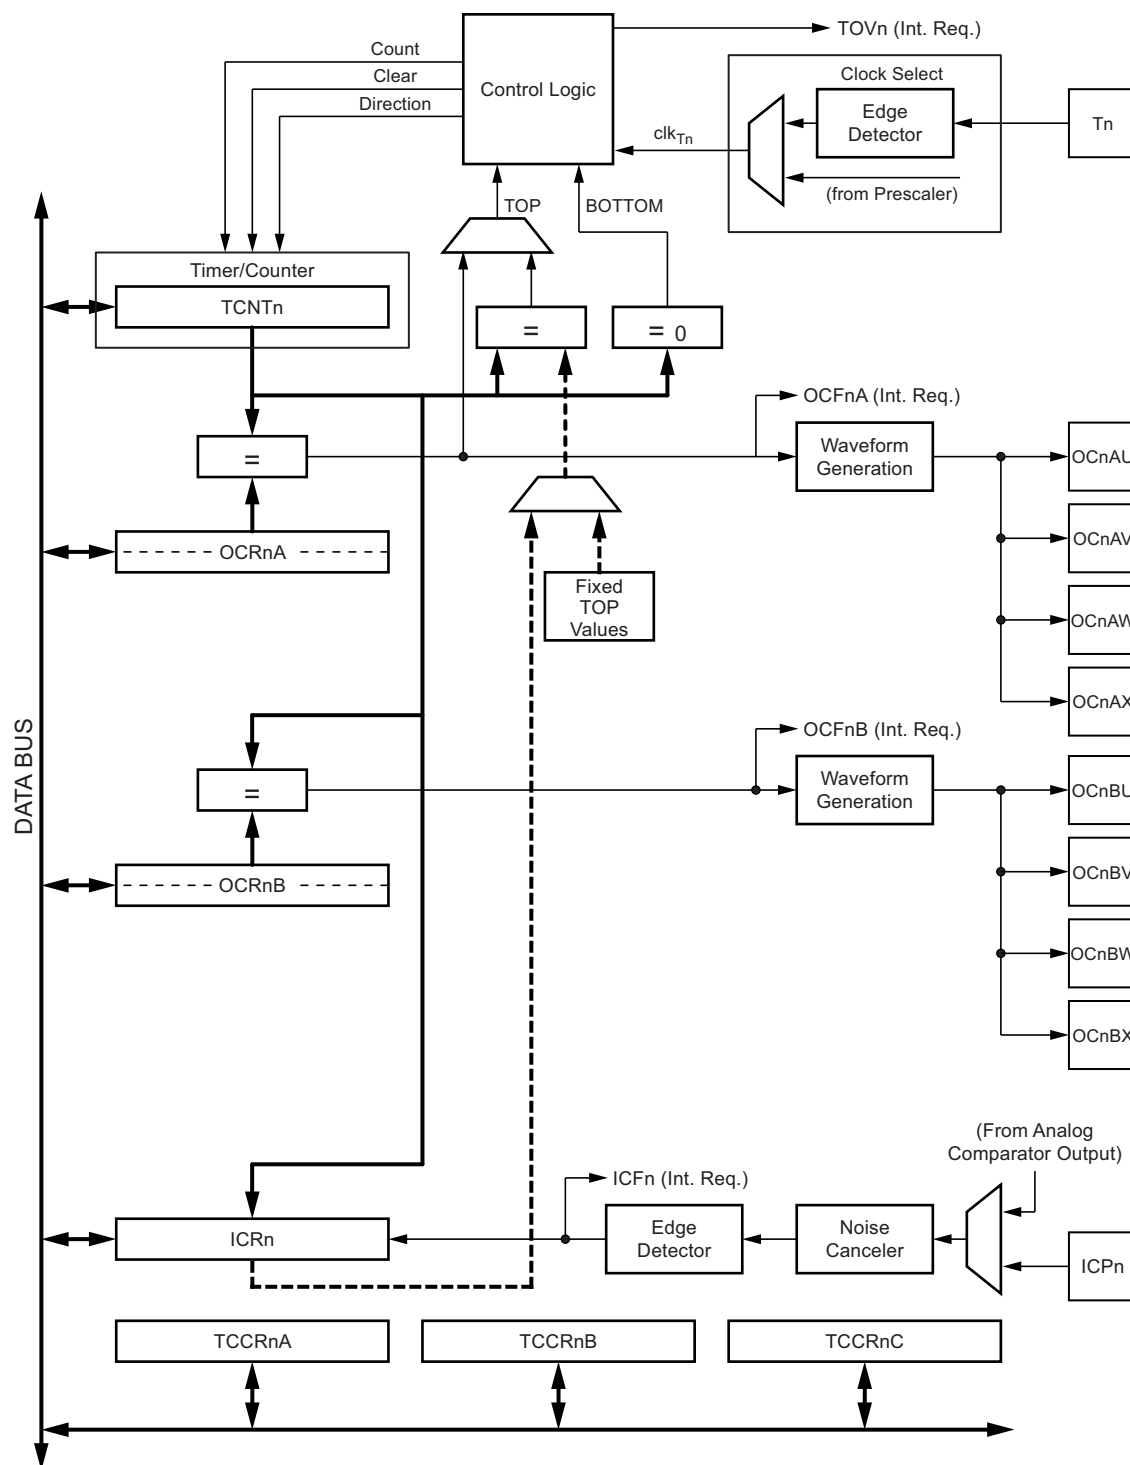 TOVn (Int. Req.)
Count
Clear
Direction
Control Logic
Clock Select
Edge
Detector
Tn
clkTn
(from Prescaler)
TOP
BOTTOM
Timer/Counter
TCNTn
=
= 0
OCFnA (Int. Req.)
=
Waveform
Generation
OCnAU
OCRnA
OCnAV
Fixed
TOP
Values
OCnAW
OCnAX
DATA BUS
OCFnB (Int. Req.)
=
Waveform
Generation
OCnBU
OCRnB
OCnBV
OCnBW
OCnBX
(From Analog
Comparator Output)
ICFn (Int. Req.)
ICRn
Edge
Detector
Noise
Canceler
ICPn
TCCRnA
TCCRnB
TCCRnC